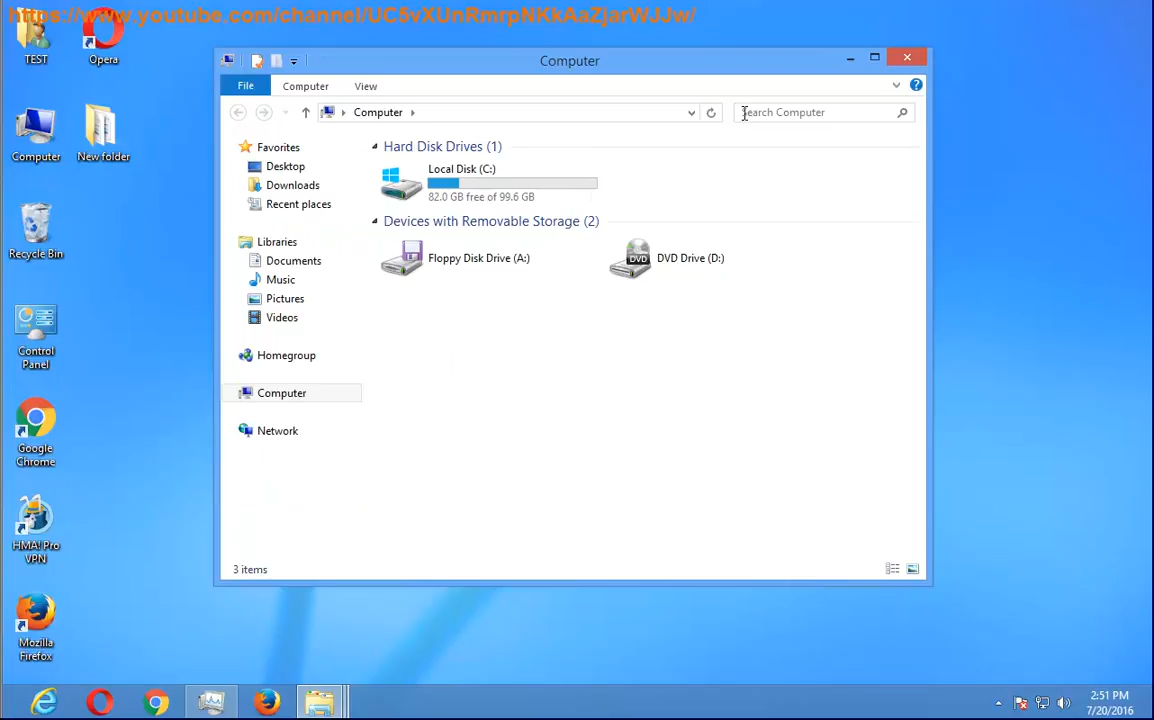 https://www.youtube.com/channel/UC5vXUnRmrpNKkAaZjarWJJw/
TEST
Opera
Computer
New folder
Recycle Bin
Control
Panel
Google
Chrome
HMA! Pro
VPN
Mozilla
Firefox
Computer
File
Computer
View
Computer
Search Computer
Favorites
Desktop
Downloads
Recent places
Libraries
Documents
Music
Pictures
Videos
Homegroup
Computer
Network
Hard Disk Drives (1)
Local Disk (C:)
82.0 GB free of 99.6 GB
Devices with Removable Storage (2)
Floppy Disk Drive (A:)
DVD
DVD Drive (D:)
3 items
2:51 PM
7/20/2016